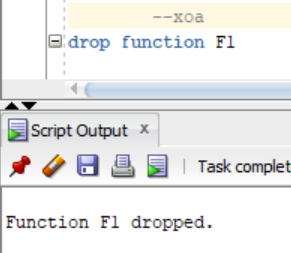 --xoa
drop function F1
Script Output x
Task complet
Function F1 dropped.